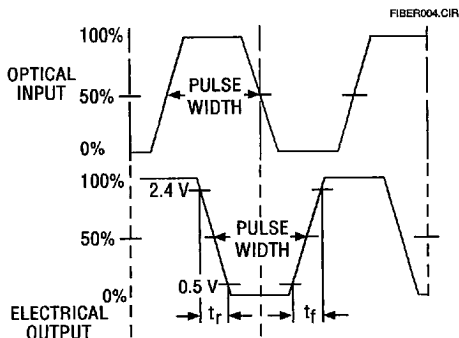 FIBER004.CIR
100%
OPTICAL
INPUT
50%
PULSE
WIDTH
0%
100%
2.4 V
50%
PULSE
WIDTH
0.5 V
0%
ELECTRICAL
OUTPUT
tr
tf